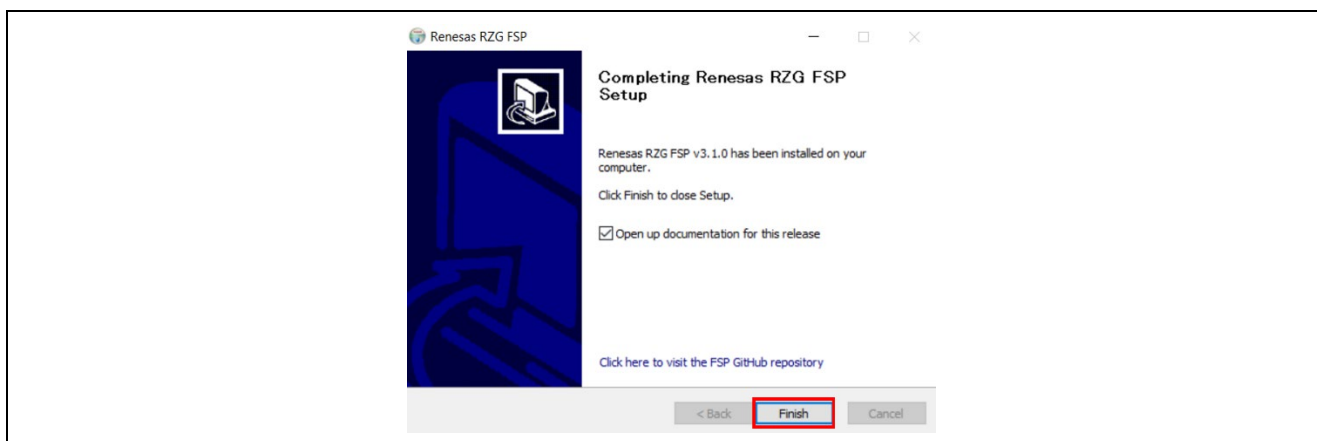 Renesas RZG FSP
Completing Renesas RZG FSP
Setup
Renesas RZG FSP v3.1.0 has been installed on your
computer.
Click Finish to close Setup.
Open up documentation for this release
Click here to visit the FSP GitHub repository
< Back
Finish
Cancel